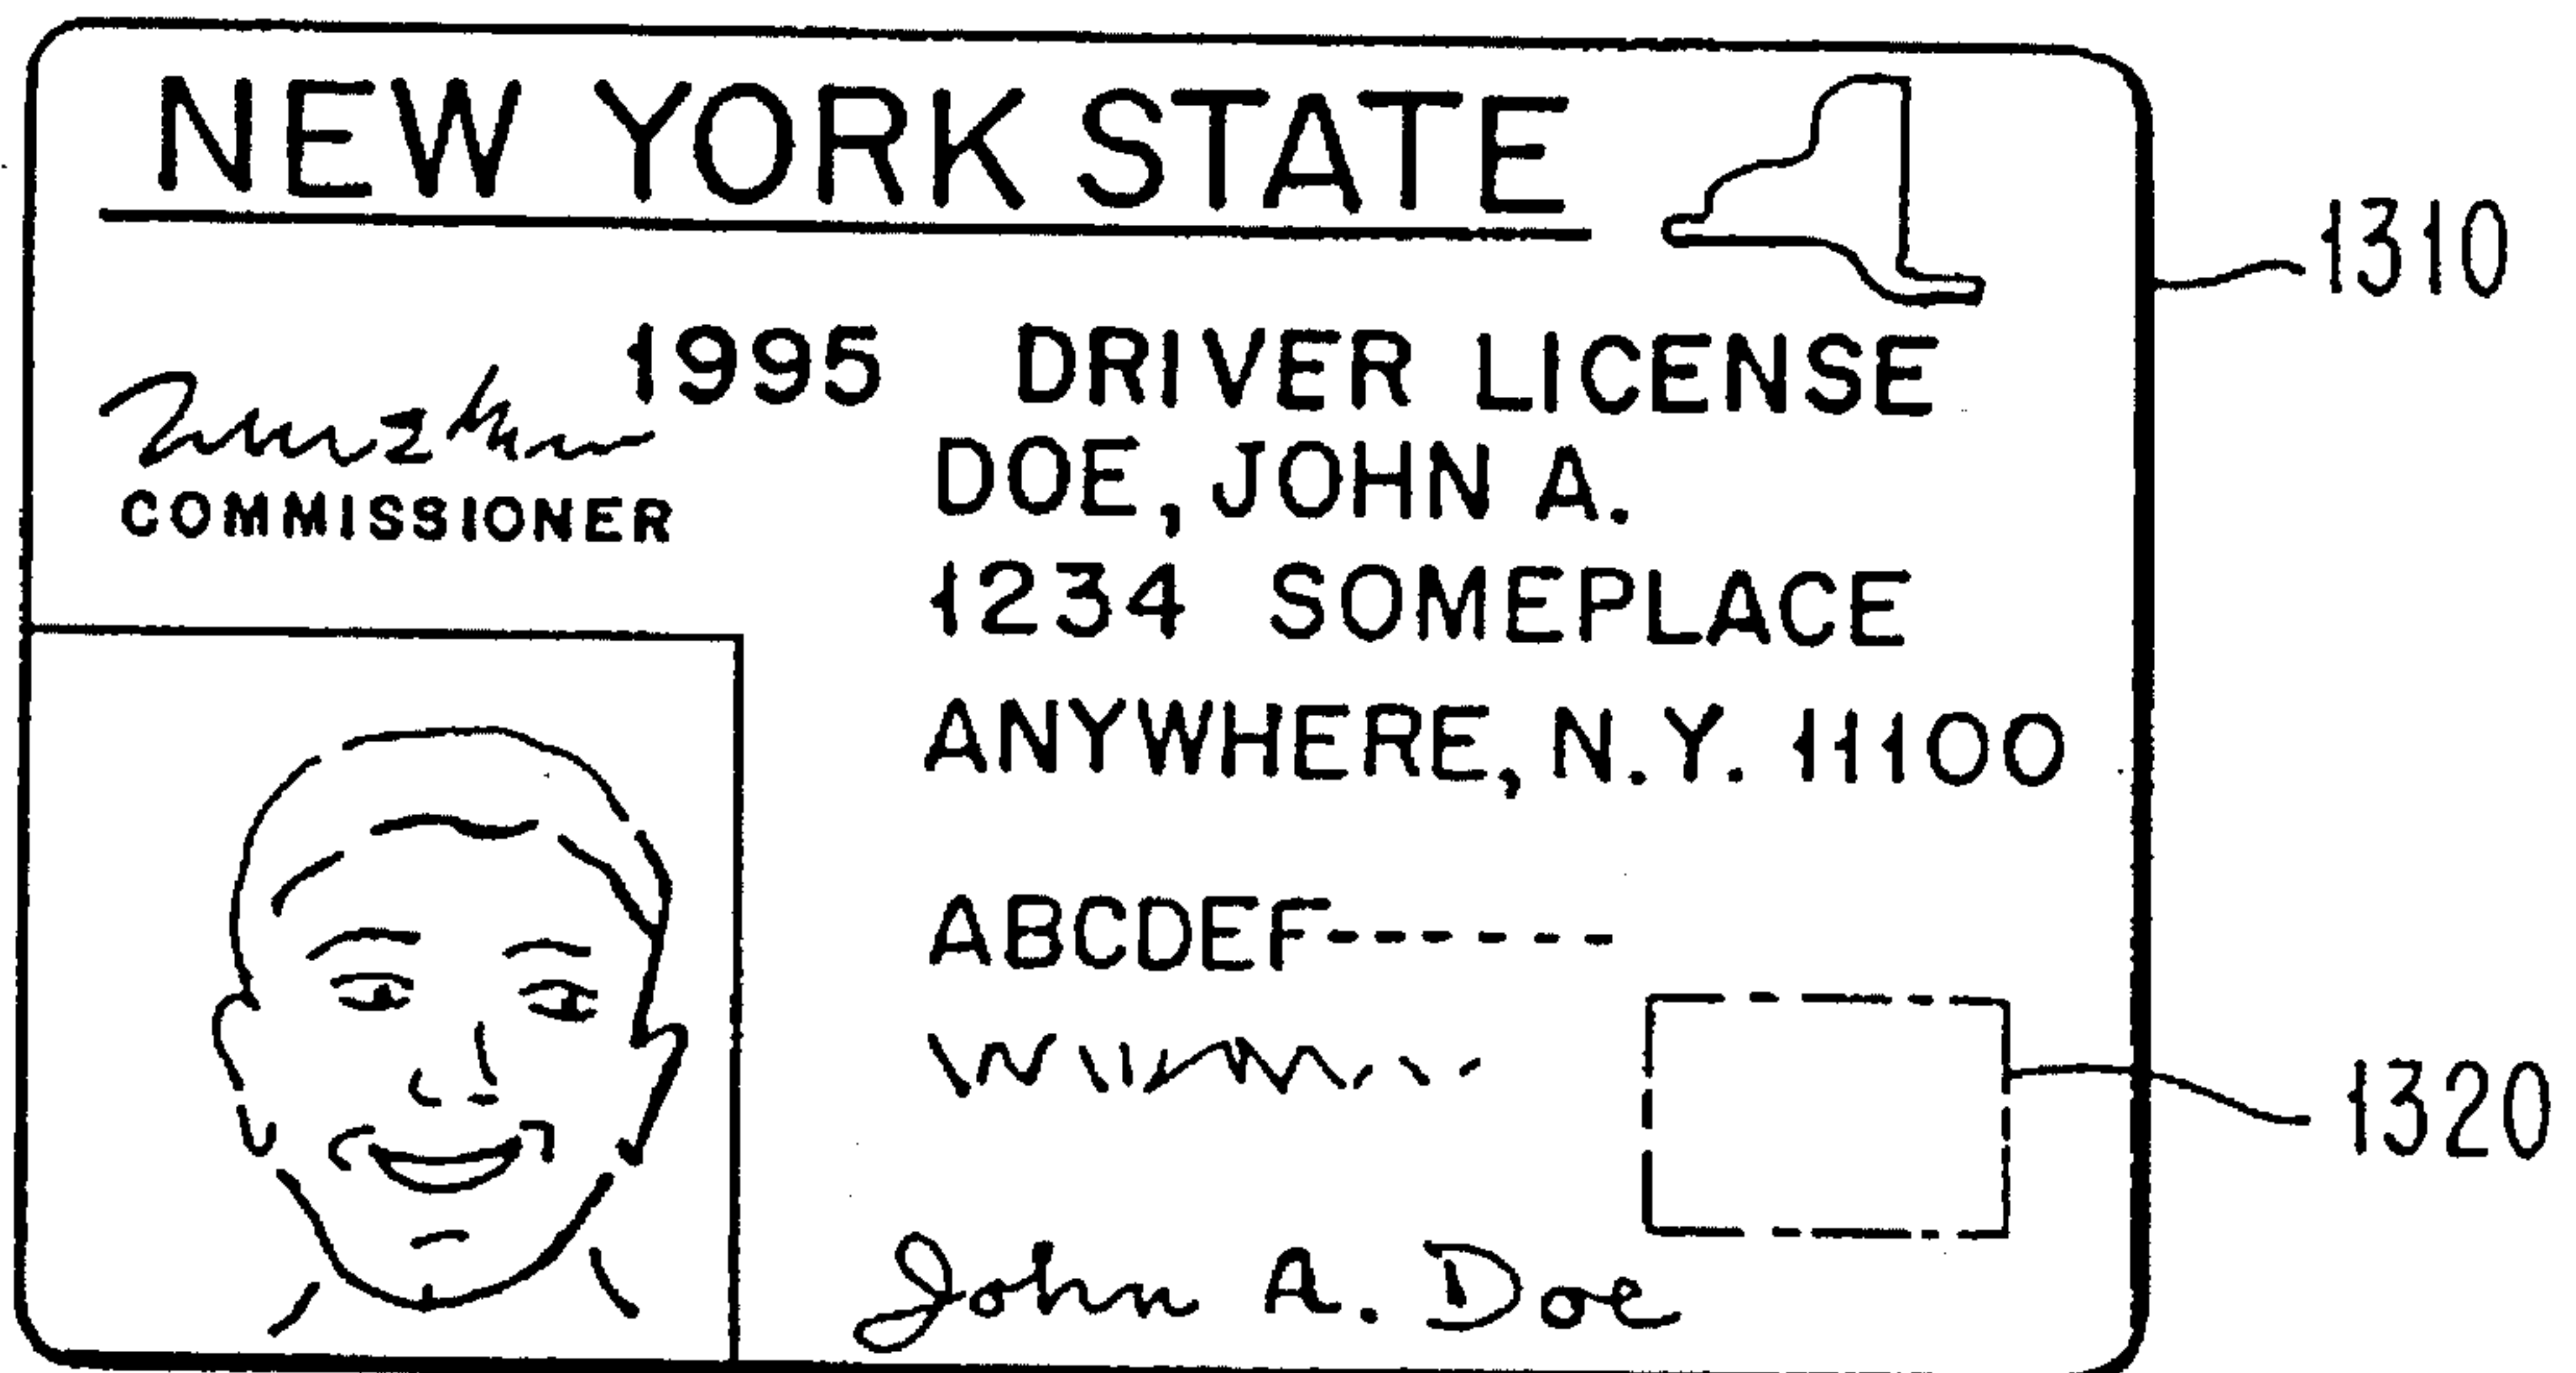 NEW YORK STATE
1310
1995 DRIVER LICENSE
COMMISSIONER
DOE, JOHN A.
1234 SOMEPLACE
ANYWHERE, N.Y. 11100
ABCDEF------
1320
John A. Doe